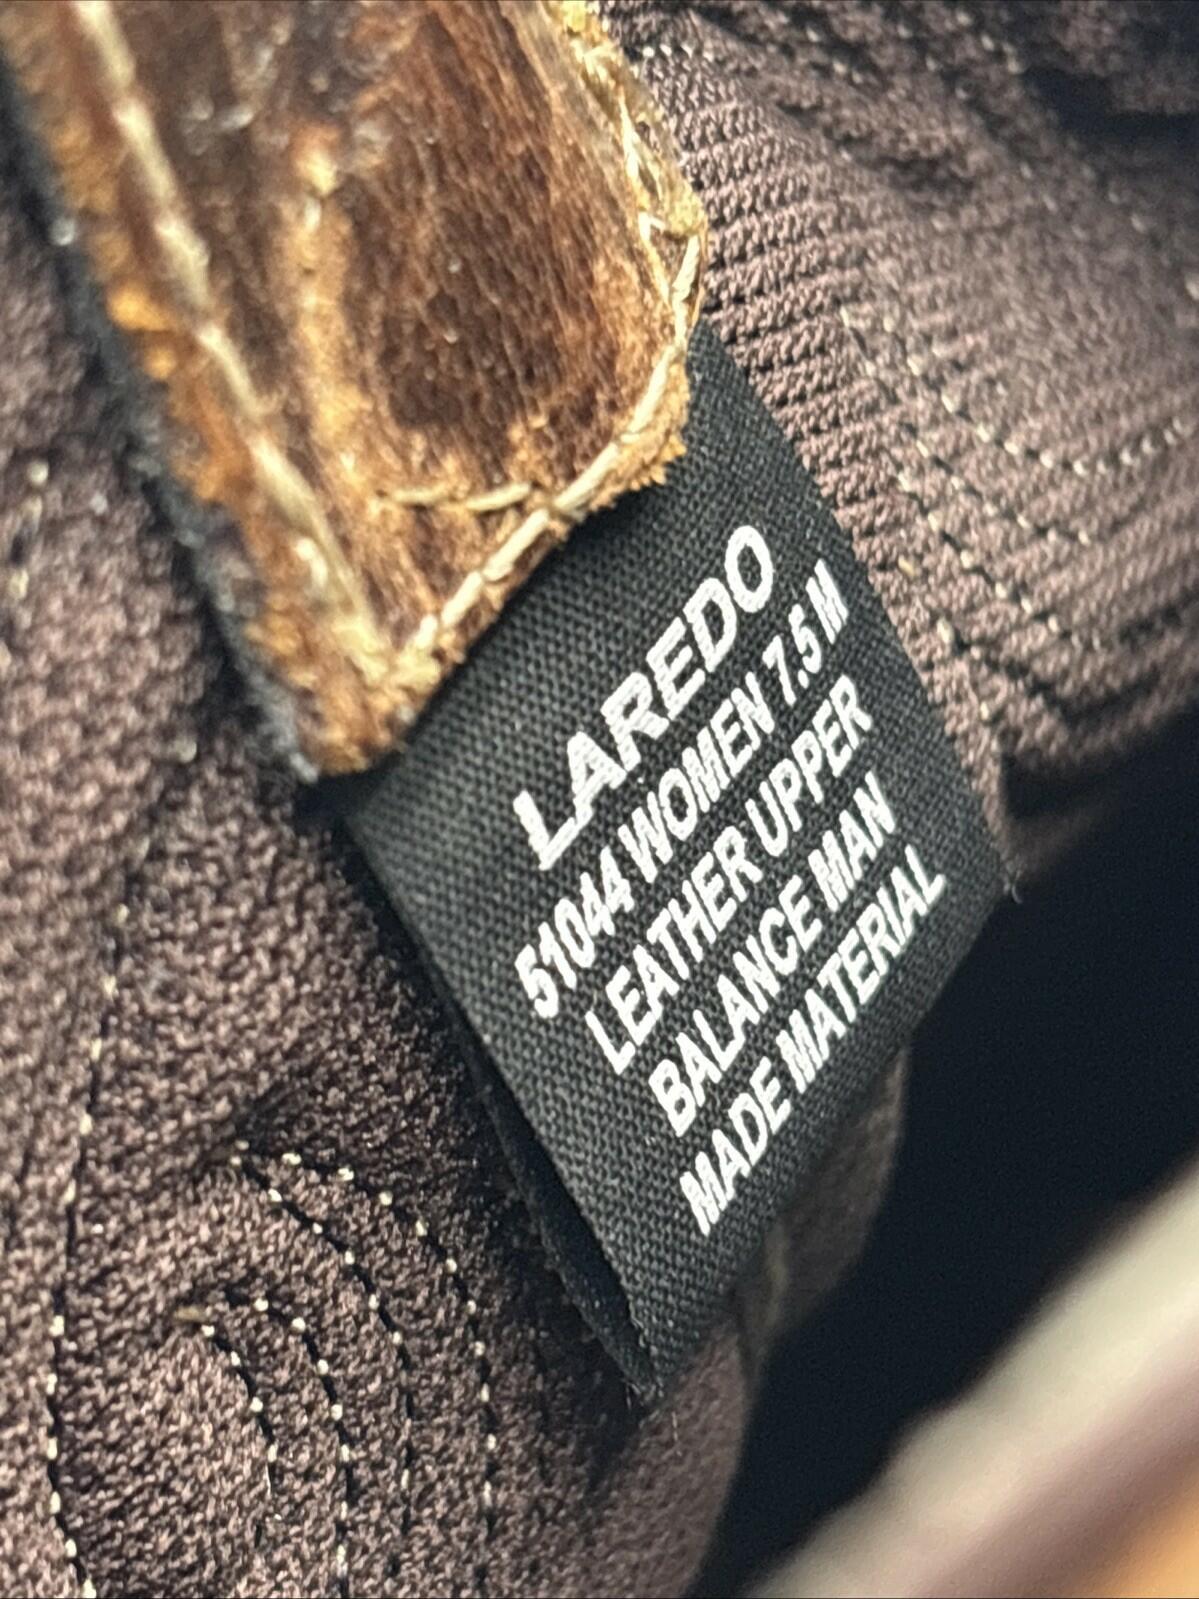 LAREDO
51044 WOMEN 7.5 M
LEATHER UPPER
BALANCE MAN
MADE MATERIAL